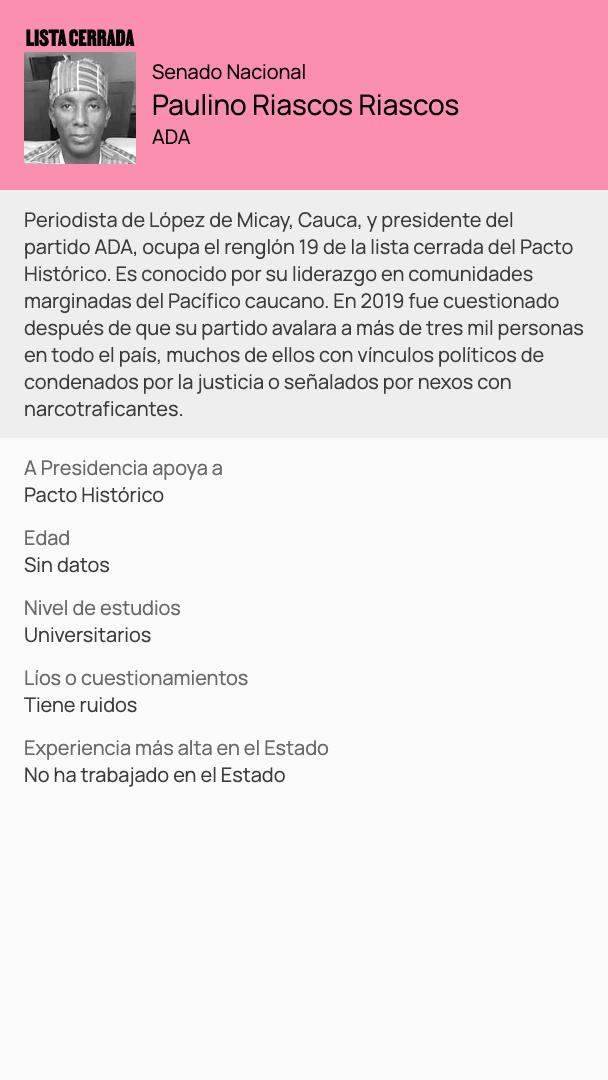 LISTA CERRADA
Senado Nacional
Paulino Riascos Riascos
ADA
Periodista de López de Micay, Cauca, y presidente del
partido ADA, ocupa el renglón 19 de la lista cerrada del Pacto
Histórico. Es conocido por su liderazgo en comunidades
marginadas del Pacífico caucano. En 2019 fue cuestionado
después de que su partido avalara a más de tres mil personas
en todo el país, muchos de ellos con vínculos políticos de
condenados por la justicia o señalados por nexos con
narcotraficantes.
A Presidencia apoya a
Pacto Histórico
Edad
Sin datos
Nivel de estudios
Universitarios
Líos o cuestionamientos
Tiene ruidos
Experiencia más alta en el Estado
No ha trabajado en el Estado